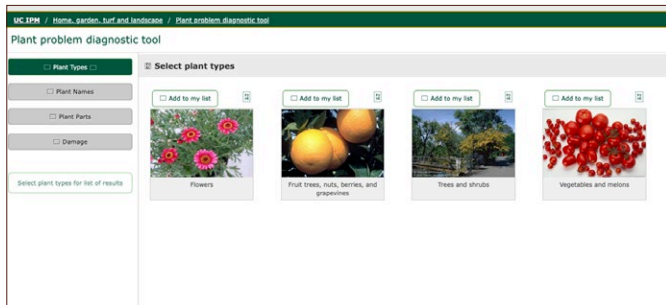 UC IPM / Home, garden, turf and landscape / Plant problem diagnostic tool
Plant problem diagnostic tool
Plant Types
Plant Names
Plant Parts
Damage
Select plant types for list of results
Select plant types
Add to my list
Flowers
Add to my list
Fruit trees, nuts, berries, and
grapevines
Add to my list
Trees and shrubs
Add to my list
Vegetables and melons